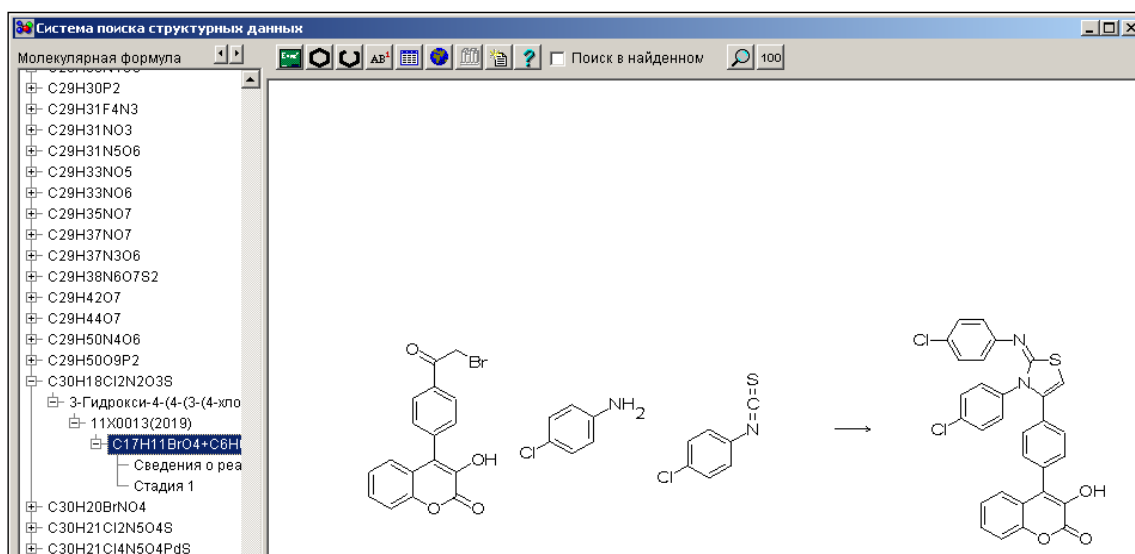 Система поиска структурных данных
Молекулярная формула
AB¹
?
Поиск в найденном
100
C29H30P2
C29H31F4N3
C29H31NO3
C29H31N5O6
C29H33NO5
C29H33NO6
C29H35NO7
C29H37NO7
C29H37N3O6
C29H38N6O7S2
C29H42O7
C29H44O7
C29H50N4O6
C29H50O9P2
C30H18Cl2N2O3S
3-Гидрокси-4-(4-(3-(4-хло
11X0013(2019)
C17H11BrO4+C6H
Сведения о реа
Стадия 1
C30H20BrNO4
C30H21Cl2N5O4S
C30H21Cl4N5O4PdS
O
Br
OH
O
O
NH2
Cl
S
C
N
Cl
Cl
N
S
N
Cl
OH
O
O